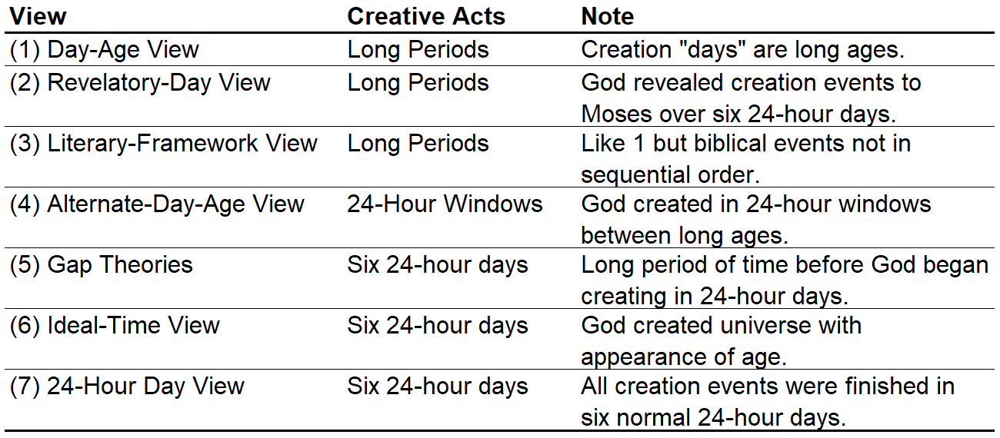 View Creative Acts Note
(1) Day-Age View Long Periods Creation "days" are long ages.
(2) Revelatory-Day View Long Periods God revealed creation events to
Moses over six 24-hour days.
(3) Literary-Framework View Long Periods Like 1 but biblical events not in
sequential order.
(4) Alternate-Day-Age View 24-Hour Windows God created in 24-hour windows
between long ages.
(5) Gap Theories Six 24-hour days Long period of time before God began
creating in 24-hour days.
(6) Ideal-Time View Six 24-hour days God created universe with
appearance of age.
(7) 24-Hour Day View Six 24-hour days All creation events were finished in
six normal 24-hour days.